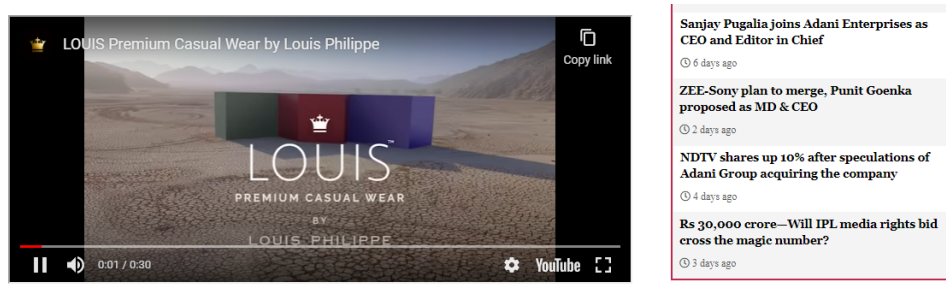 LOUIS Premium Casual Wear by Louis Philippe
Copy link
LOUIS™
PREMIUM CASUAL WEAR
BY
LOUIS PHILIPPE
0:01 / 0:30
YouTube
Sanjay Pugalia joins Adani Enterprises as
CEO and Editor in Chief
6 days ago
ZEE-Sony plan to merge, Punit Goenka
proposed as MD & CEO
2 days ago
NDTV shares up 10% after speculations of
Adani Group acquiring the company
4 days ago
Rs 30,000 crore—Will IPL media rights bid
cross the magic number?
3 days ago